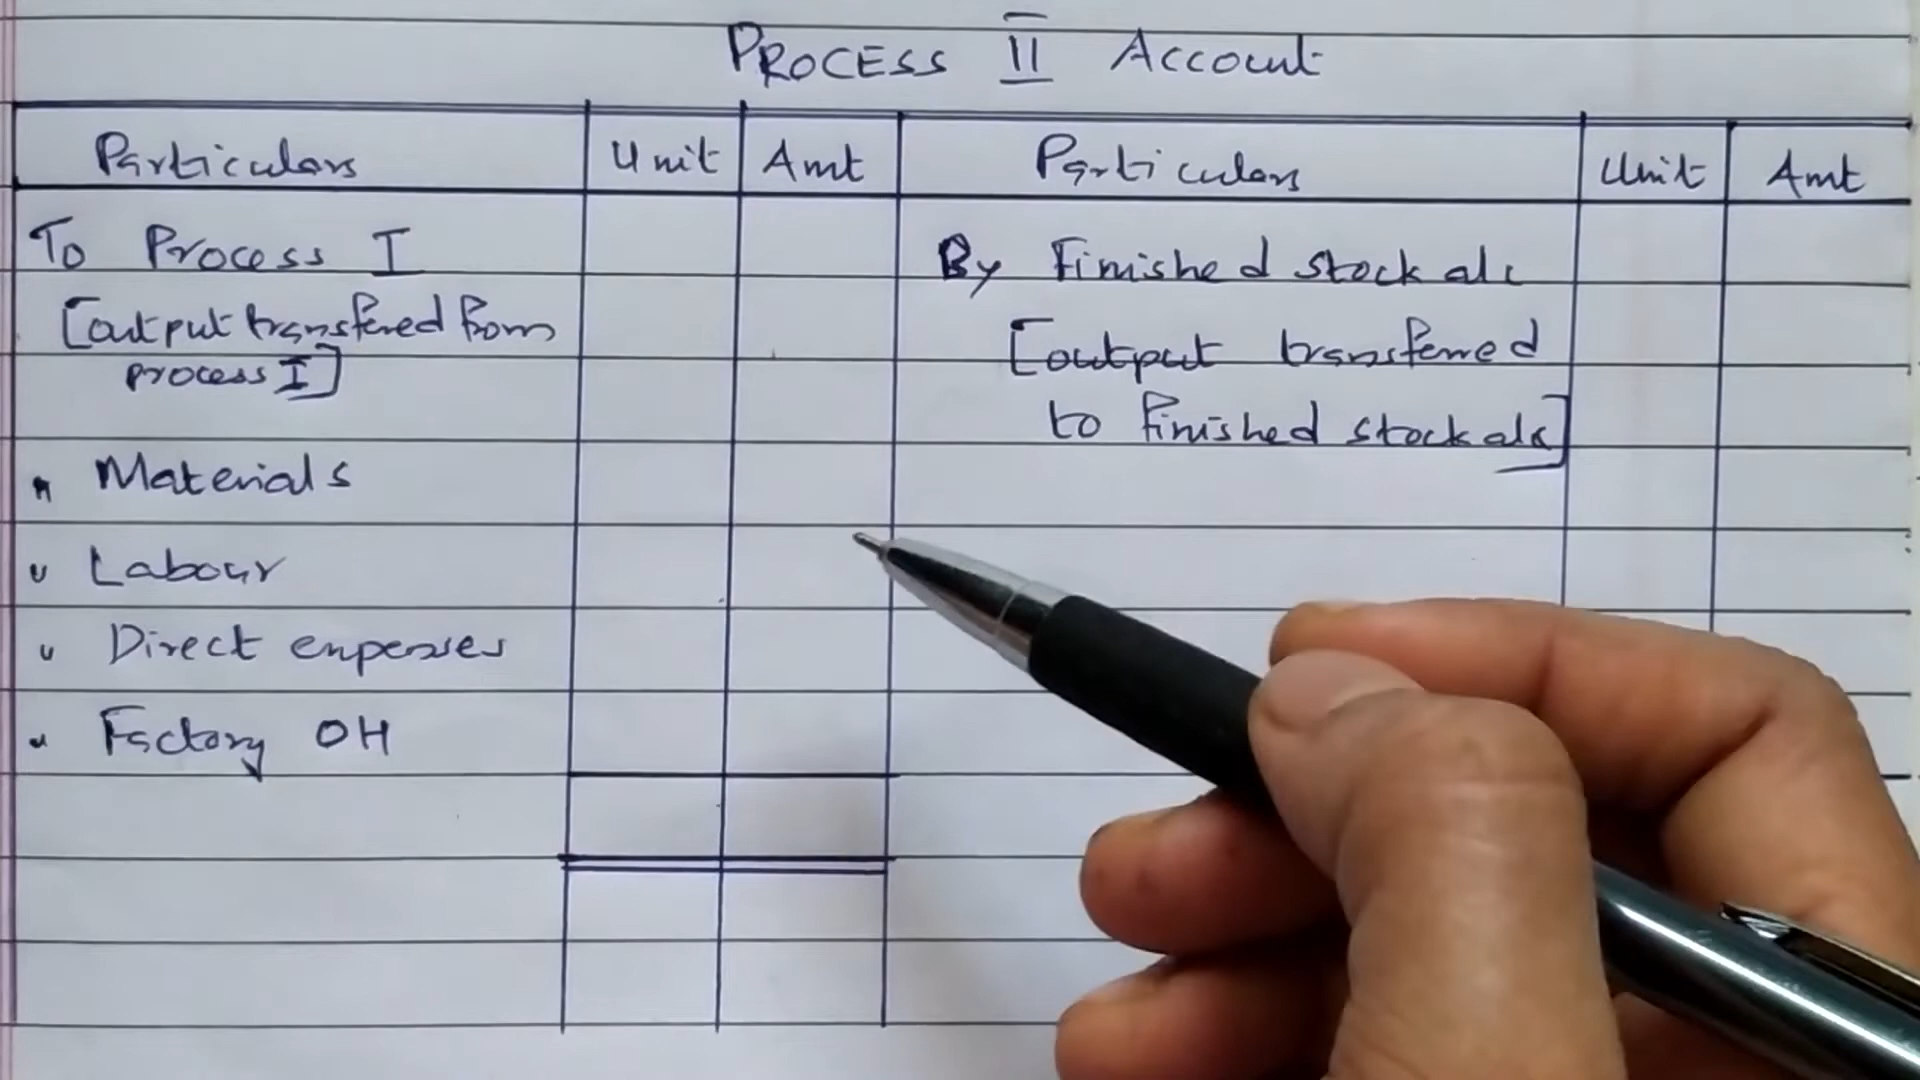 PROCESS II Account
Particulars Unit Amt Particulars Unit Amt
To Process I
[output transferred from
process I]
" Materials
" Labour
" Direct expenses
" Factory OH
By Finished stock a/c
[output transferred
to finished stock a/c]